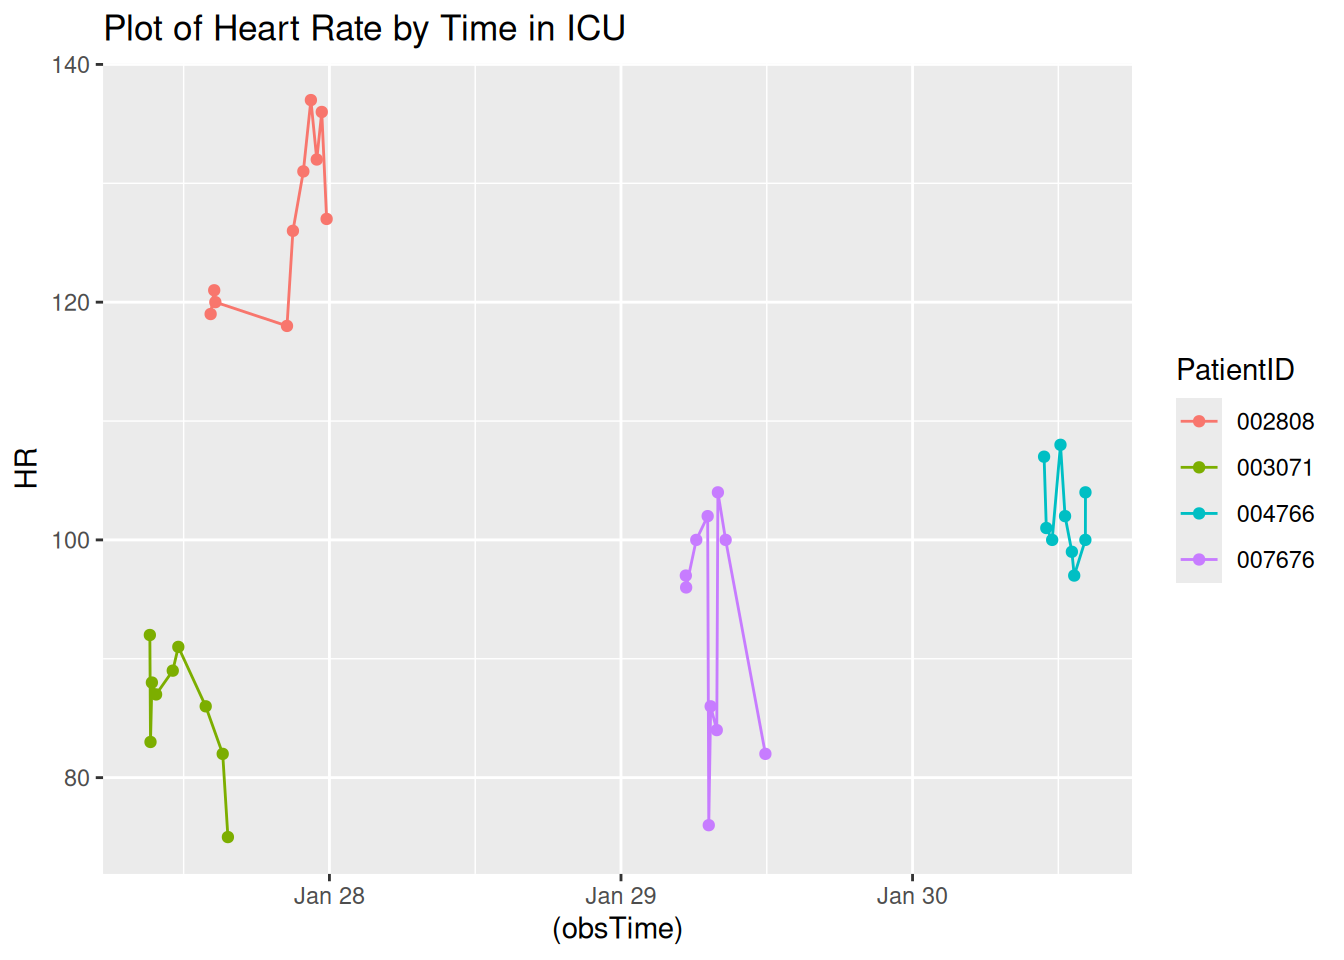 Plot of Heart Rate by Time in ICU
140
120
100
80
HR
Jan 28
Jan 29
Jan 30
(obsTime)
PatientID
002808
003071
004766
007676